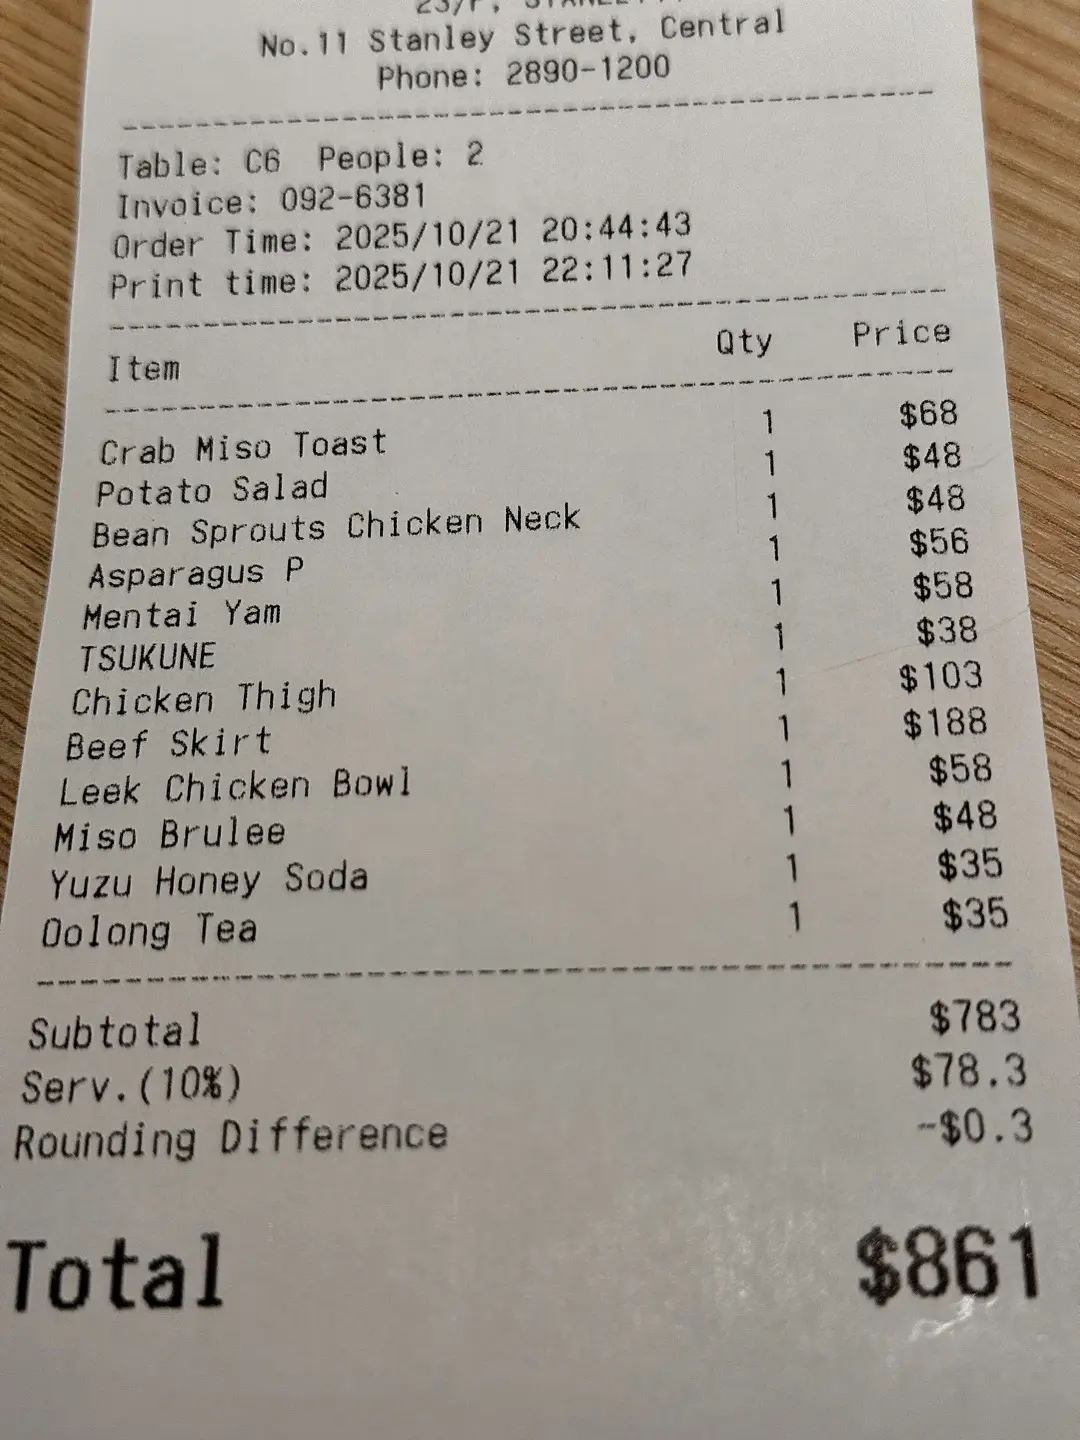 No.11 Stanley Street, Central
Phone: 2890-1200
Table: C6 People: 2
Invoice: 092-6381
Order Time: 2025/10/21 20:44:43
Print time: 2025/10/21 22:11:27
Item Qty Price
Crab Miso Toast 1 $68
Potato Salad 1 $48
Bean Sprouts Chicken Neck 1 $48
Asparagus P 1 $56
Mentai Yam 1 $58
TSUKUNE 1 $38
Chicken Thigh 1 $103
Beef Skirt 1 $188
Leek Chicken Bowl 1 $58
Miso Brulee 1 $48
Yuzu Honey Soda 1 $35
Oolong Tea 1 $35
Subtotal $783
Serv.(10%) $78.3
Rounding Difference -$0.3
Total $861